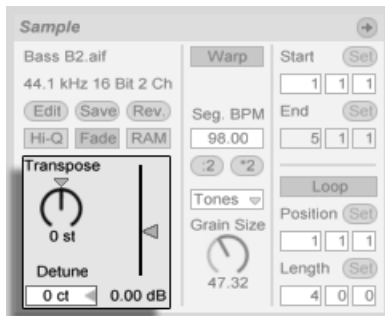 Sample
Bass B2.aif
44.1 kHz 16 Bit 2 Ch
Edit Save Rev.
Hi-Q Fade RAM
Transpose
0 st
Detune
0 ct 0.00 dB
Warp
Seg. BPM
98.00
:2 *2
Tones
Grain Size
47.32
Start Set
1 1 1
End Set
5 1 1
Loop
Position Set
1 1 1
Length Set
4 0 0